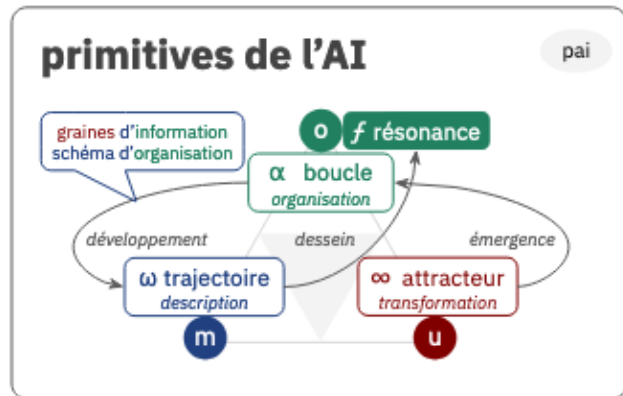 primitives de l'AI
pai
o
ƒ résonance
graines d'information
schéma d'organisation
α boucle
organisation
développement
dessein
émergence
ω trajectoire
description
∞ attracteur
transformation
m
u